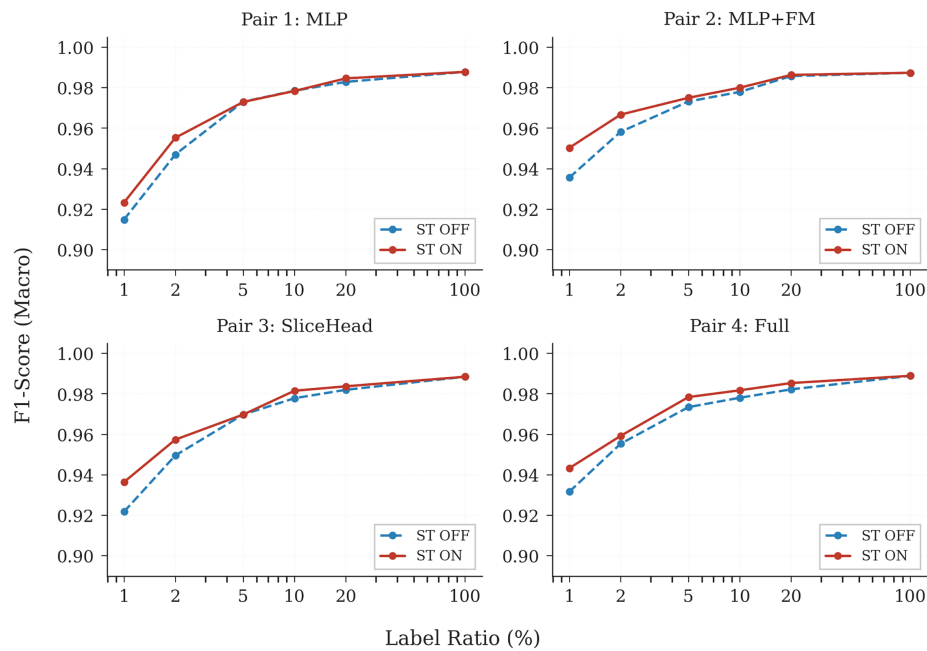 Pair 1: MLP
1.00
0.98
0.96
0.94
0.92
0.90
ST OFF
ST ON
1 2 5 10 20 100
Pair 2: MLP+FM
1.00
0.98
0.96
0.94
0.92
0.90
ST OFF
ST ON
1 2 5 10 20 100
F1-Score (Macro)
Pair 3: SliceHead
1.00
0.98
0.96
0.94
0.92
0.90
ST OFF
ST ON
1 2 5 10 20 100
Pair 4: Full
1.00
0.98
0.96
0.94
0.92
0.90
ST OFF
ST ON
1 2 5 10 20 100
Label Ratio (%)